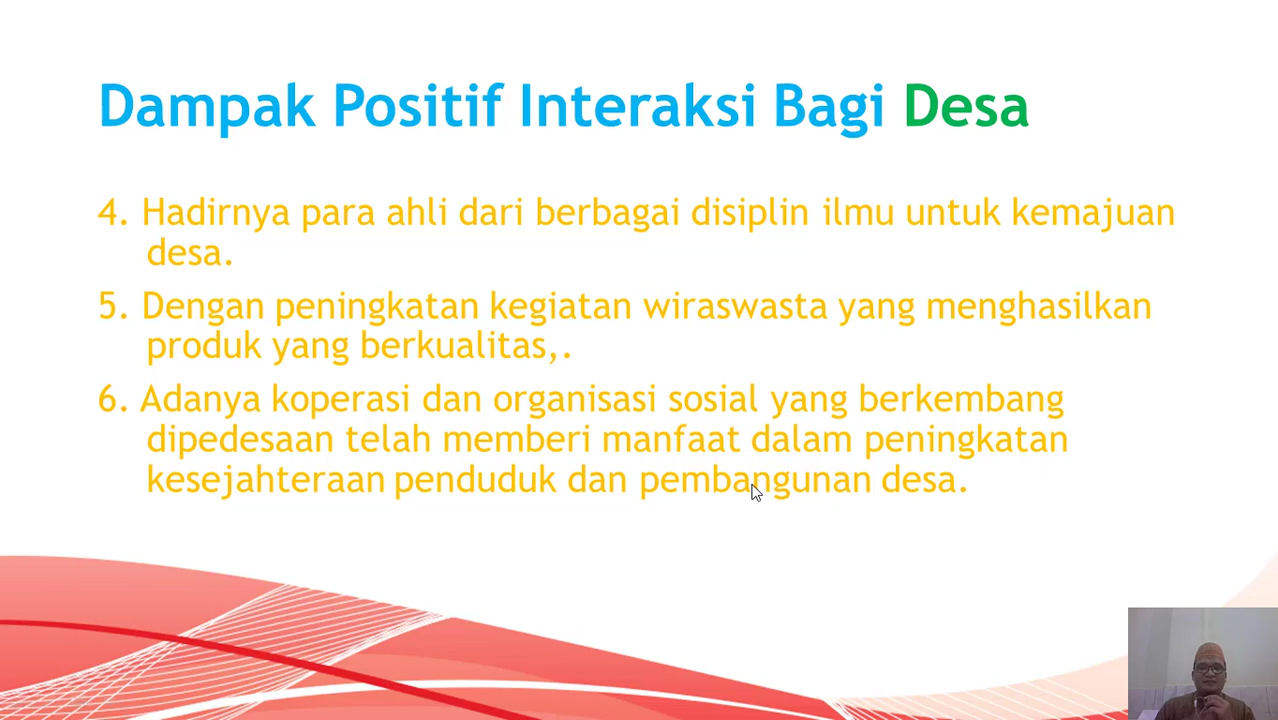 Dampak Positif Interaksi Bagi Desa
4. Hadirnya para ahli dari berbagai disiplin ilmu untuk kemajuan
desa.
5. Dengan peningkatan kegiatan wiraswasta yang menghasilkan
produk yang berkualitas,.
6. Adanya koperasi dan organisasi sosial yang berkembang
dipedesaan telah memberi manfaat dalam peningkatan
kesejahteraan penduduk dan pembangunan desa.